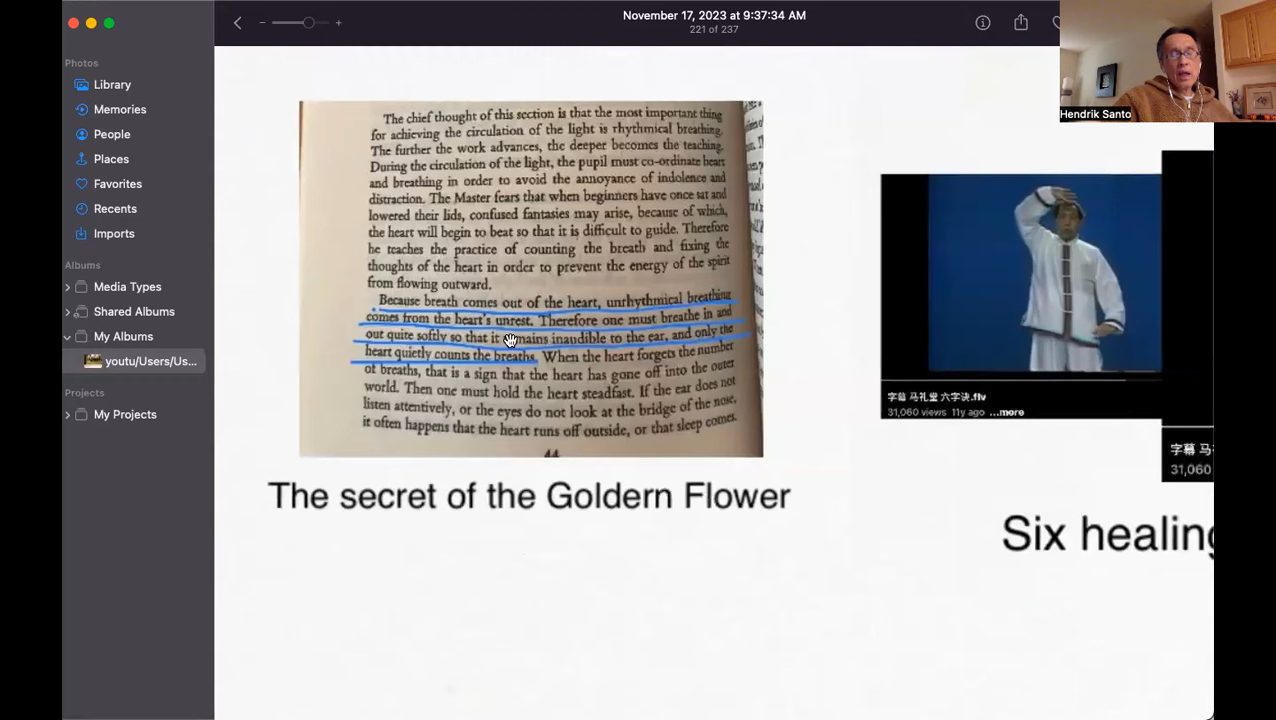 November 17, 2023 at 9:37:34 AM
221 of 237
Hendrik Santo
Photos
Library
Memories
People
Places
Favorites
Recents
Imports
Albums
Media Types
Shared Albums
My Albums
youtu/Users/Us...
Projects
My Projects
The chief thought of this section is that the most important thing
for achieving the circulation of the light is rhythmical breathing.
The further the work advances, the deeper becomes the teaching.
During the circulation of the light, the pupil must co-ordinate heart
and breathing in order to avoid the annoyance of indolence and
distraction. The Master fears that when beginners have once sat and
lowered their lids, confused fantasies may arise, because of which,
the heart will begin to beat so that it is difficult to guide. Therefore
he teaches the practice of counting the breath and fixing the
thoughts of the heart in order to prevent the energy of the spirit
from flowing outward.
Because breath comes out of the heart, unrhythmical breathing
comes from the heart's unrest. Therefore one must breathe in and
out quite softly so that it remains inaudible to the ear, and only the
heart quietly counts the breaths. When the heart forgets the number
of breaths, that is a sign that the heart has gone off into the outer
world. Then one must hold the heart steadfast. If the ear does not
listen attentively, or the eyes do not look at the bridge of the nose,
it often happens that the heart runs off outside, or that sleep comes.
44
The secret of the Goldern Flower
字幕 马礼堂 六字诀.flv
31,060 views 11y ago ...more
字幕 马
31,060
Six healing